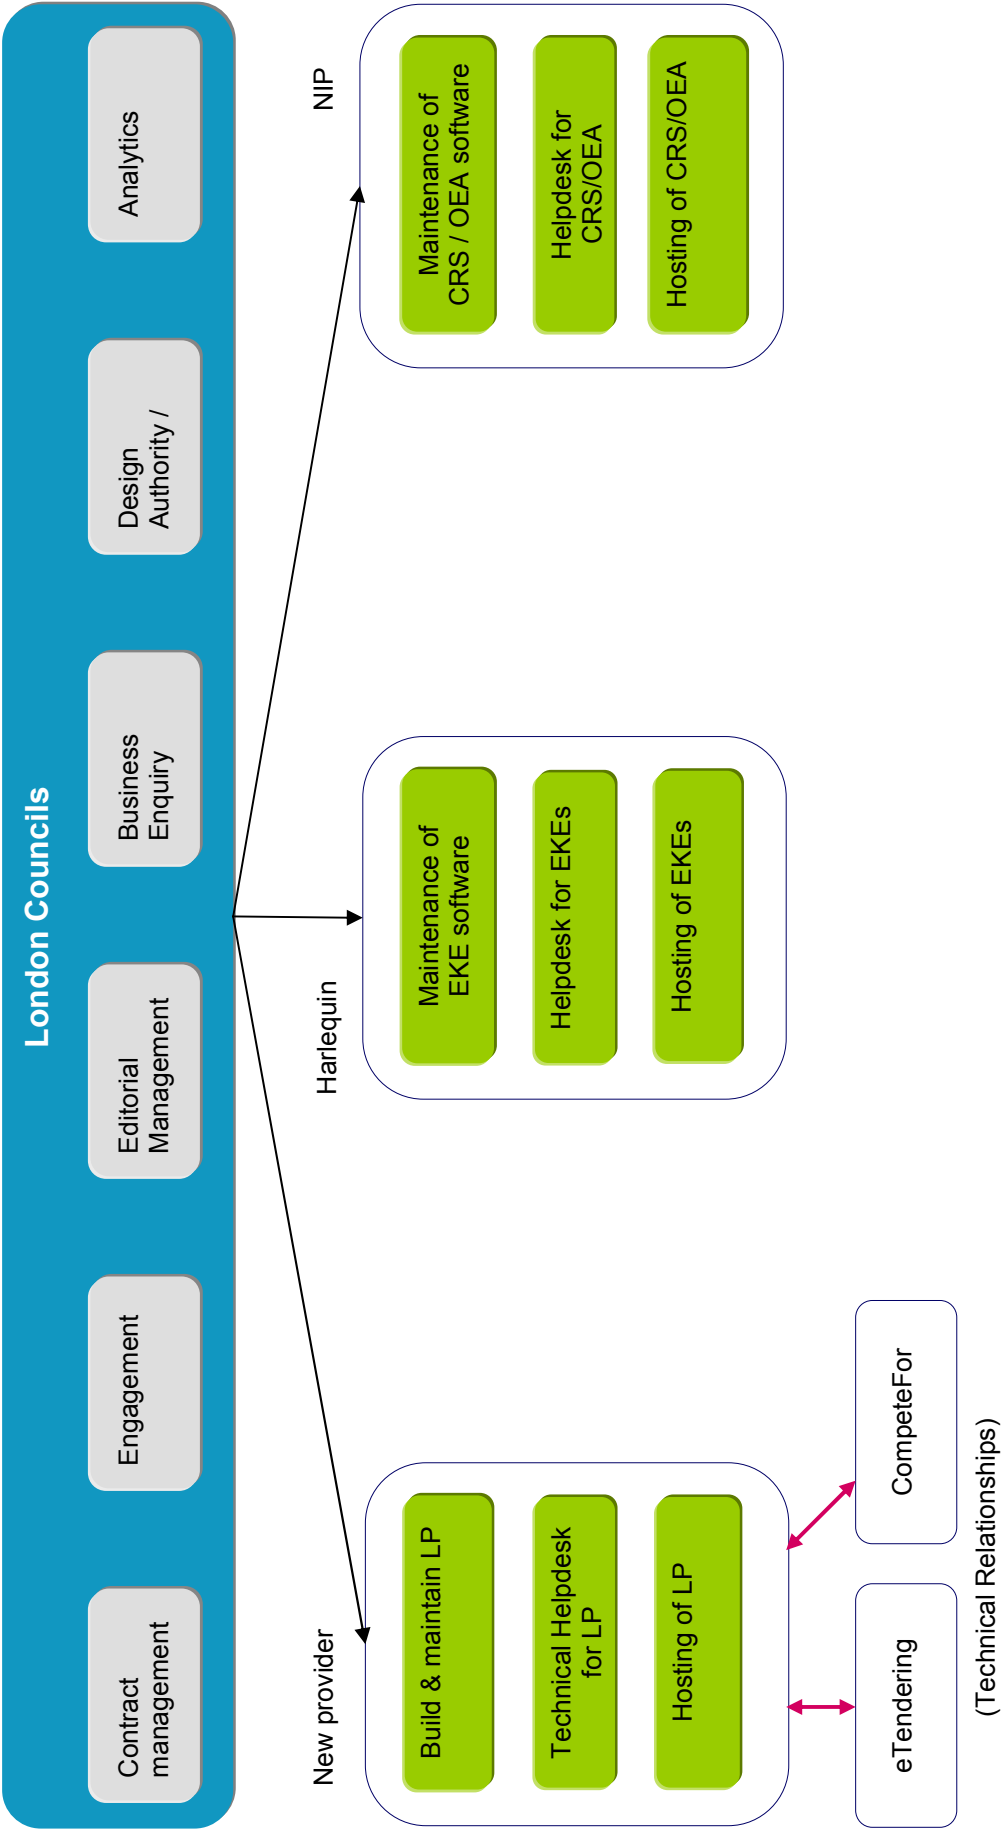 London Councils
Contract
management
Engagement
Editorial
Management
Business
Enquiry
Design
Authority /
Analytics
New provider
Build & maintain LP
Technical Helpdesk
for LP
Hosting of LP
Harlequin
Maintenance of
EKE software
Helpdesk for EKEs
Hosting of EKEs
NIP
Maintenance of
CRS / OEA software
Helpdesk for
CRS/OEA
Hosting of CRS/OEA
eTendering
CompeteFor
(Technical Relationships)